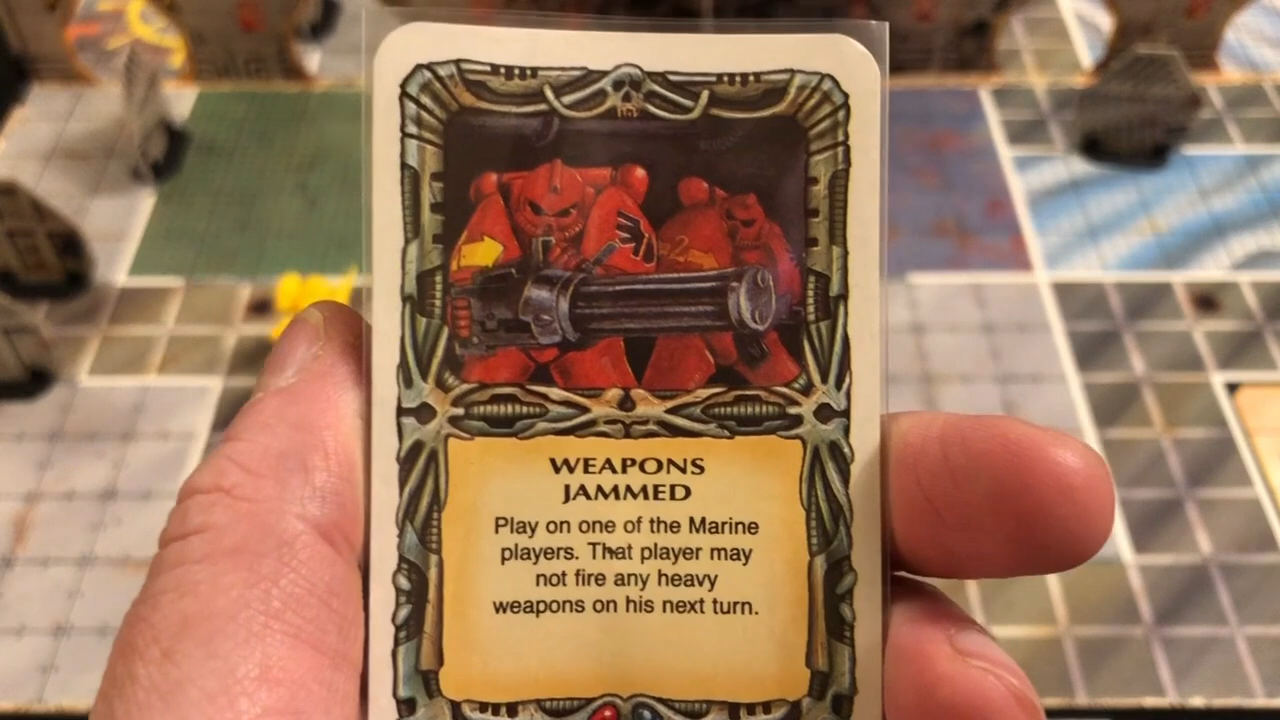 WEAPONS
JAMMED
Play on one of the Marine
players. That player may
not fire any heavy
weapons on his next turn.